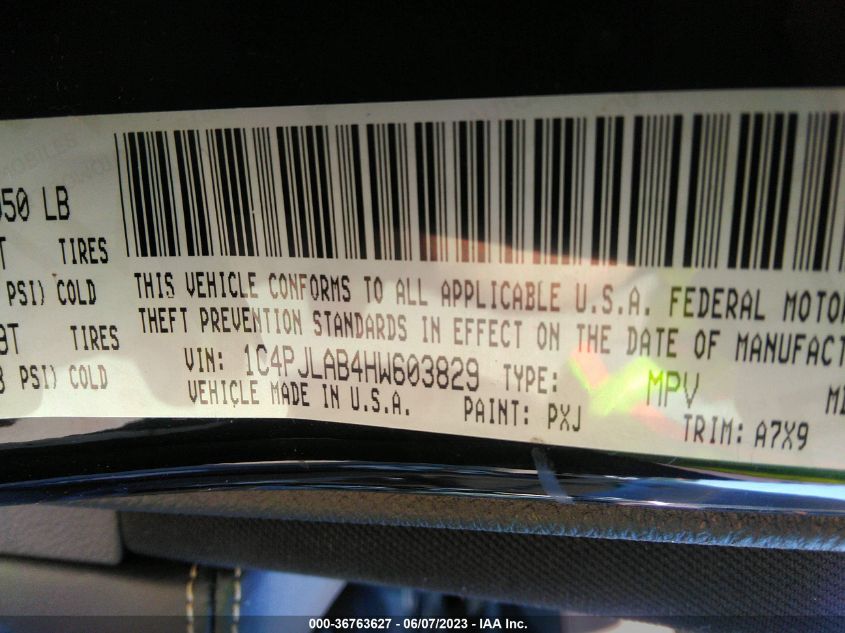 050 LB
T TIRES
PSI) COLD
9T TIRES
PSI) COLD
THIS VEHICLE CONFORMS TO ALL APPLICABLE U.S.A. FEDERAL MOTOR
THEFT PREVENTION STANDARDS IN EFFECT ON THE DATE OF MANUFACT
VIN: 1C4PJLAB4HW603829 TYPE: MPV
VEHICLE MADE IN U.S.A. PAINT: PXJ TRIM: A7X9
000-36763627 - 06/07/2023 - IAA Inc.